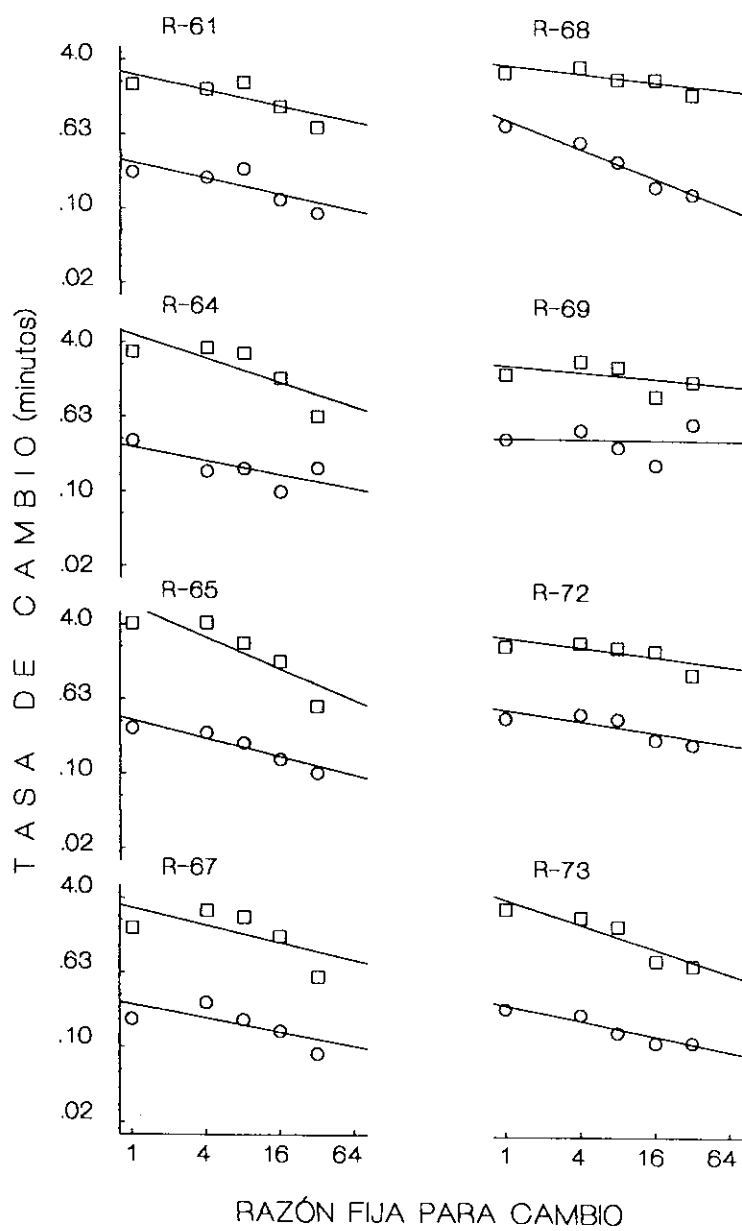 R-61
R-68
4.0
.63
.10
.02
R-64
R-69
4.0
.63
.10
.02
R-65
R-72
4.0
.63
.10
.02
R-67
R-73
4.0
.63
.10
.02
1 4 16 64
1 4 16 64
TASA DE CAMBIO (minutos)
RAZÓN FIJA PARA CAMBIO